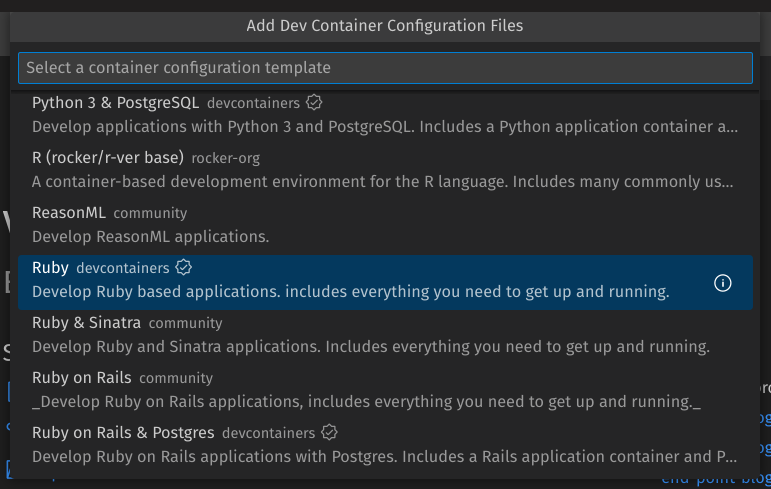 Add Dev Container Configuration Files
Select a container configuration template
Python 3 & PostgreSQL devcontainers
Develop applications with Python 3 and PostgreSQL. Includes a Python application container a...
R (rocker/r-ver base) rocker-org
A container-based development environment for the R language. Includes many commonly us...
ReasonML community
Develop ReasonML applications.
Ruby devcontainers
Develop Ruby based applications. includes everything you need to get up and running.
Ruby & Sinatra community
Develop Ruby and Sinatra applications. Includes everything you need to get up and running.
Ruby on Rails community
_Develop Ruby on Rails applications, includes everything you need to get up and running._
Ruby on Rails & Postgres devcontainers
Develop Ruby on Rails applications with Postgres. Includes a Rails application container and P...